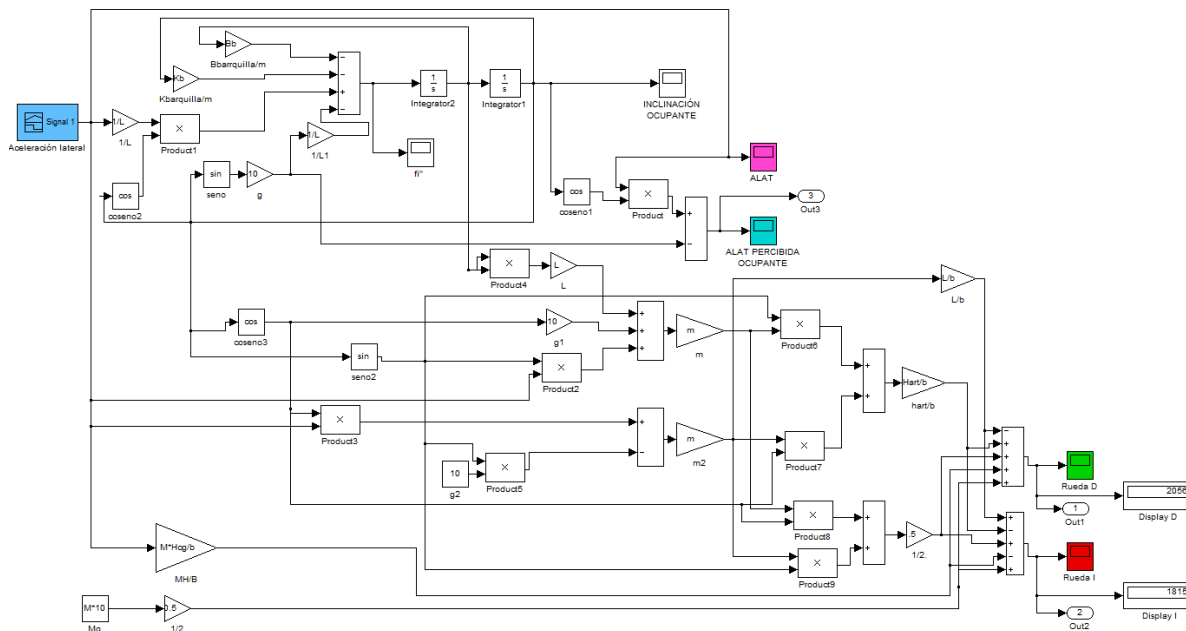 Bb
Bbarquilla/m
Kb
Kbarquilla/m
1
s
Integrator2
1
s
Integrator1
INCLINACIÓN
OCUPANTE
Signal 1
Aceleración lateral
1/L
1/L
×
Product1
1/L
1/L1
fi"
cos
coseno2
sin
seno
10
g
cos
coseno1
×
Product
ALAT
3
Out3
ALAT PERCIBIDA
OCUPANTE
×
Product4
L
L
L/b
L/b
cos
coseno3
10
g1
m
m
×
Product6
sin
seno2
×
Product2
Hart/b
hart/b
×
Product3
m
m2
×
Product7
10
g2
×
Product5
Rueda D
2056
Display D
1
Out1
×
Product8
.5
1/2.
×
Product9
M*Hcg/b
MH/B
Rueda I
1815
Display I
2
Out2
M*10
Mg
0.5
1/2